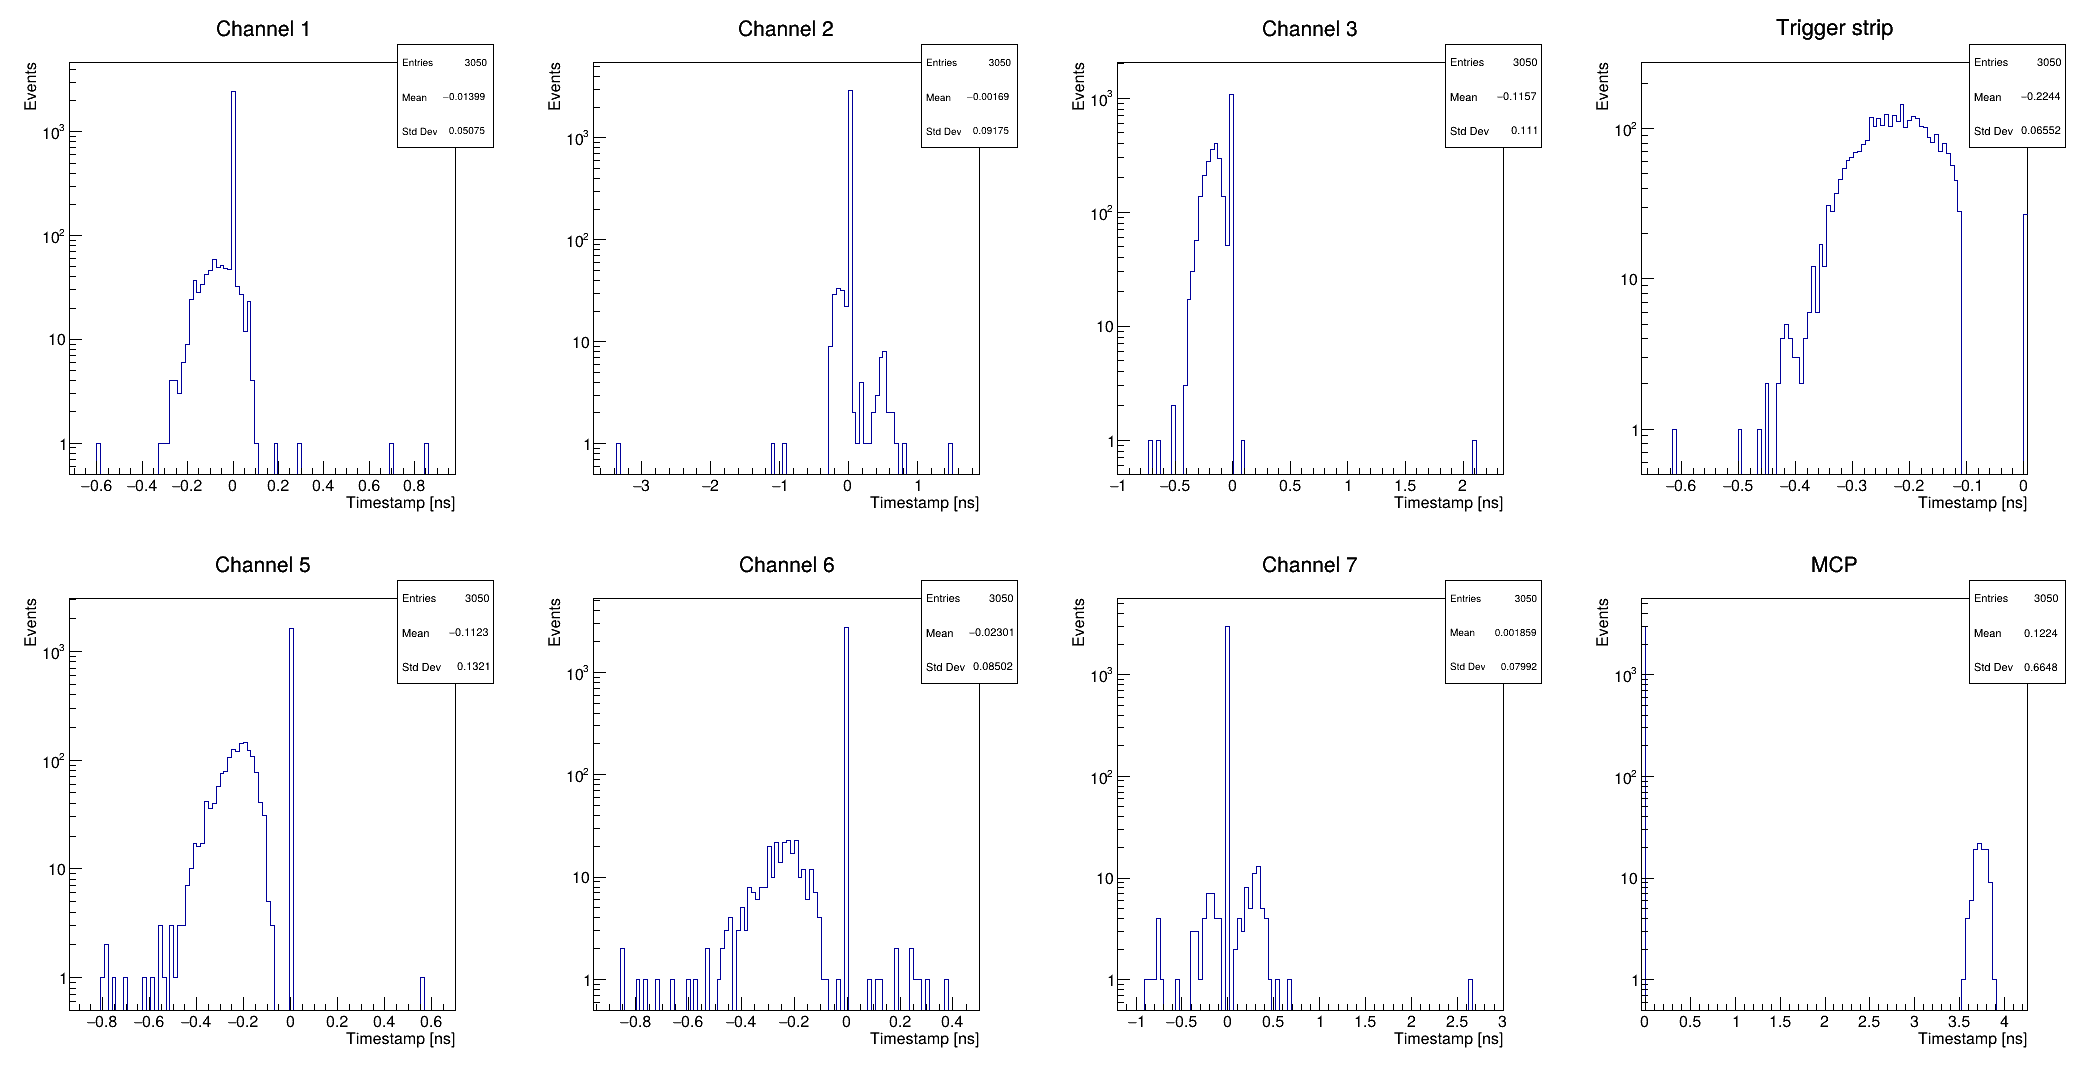 Channel 1
Events
Entries 3050
Mean −0.01399
Std Dev 0.05075
10³
10²
10
1
−0.6 −0.4 −0.2 0 0.2 0.4 0.6 0.8
Timestamp [ns]
Channel 2
Events
Entries 3050
Mean −0.00169
Std Dev 0.09175
10³
10²
10
1
−3 −2 −1 0 1
Timestamp [ns]
Channel 3
Events
Entries 3050
Mean −0.1157
Std Dev 0.111
10³
10²
10
1
−1 −0.5 0 0.5 1 1.5 2
Timestamp [ns]
Trigger strip
Events
Entries 3050
Mean −0.2244
Std Dev 0.06552
10²
10
1
−0.6 −0.5 −0.4 −0.3 −0.2 −0.1 0
Timestamp [ns]
Channel 5
Events
Entries 3050
Mean −0.1123
Std Dev 0.1321
10³
10²
10
1
−0.8 −0.6 −0.4 −0.2 0 0.2 0.4 0.6
Timestamp [ns]
Channel 6
Events
Entries 3050
Mean −0.02301
Std Dev 0.08502
10³
10²
10
1
−0.8 −0.6 −0.4 −0.2 0 0.2 0.4
Timestamp [ns]
Channel 7
Events
Entries 3050
Mean 0.001859
Std Dev 0.07992
10³
10²
10
1
−1 −0.5 0 0.5 1 1.5 2 2.5 3
Timestamp [ns]
MCP
Events
Entries 3050
Mean 0.1224
Std Dev 0.6648
10³
10²
10
1
0 0.5 1 1.5 2 2.5 3 3.5 4
Timestamp [ns]